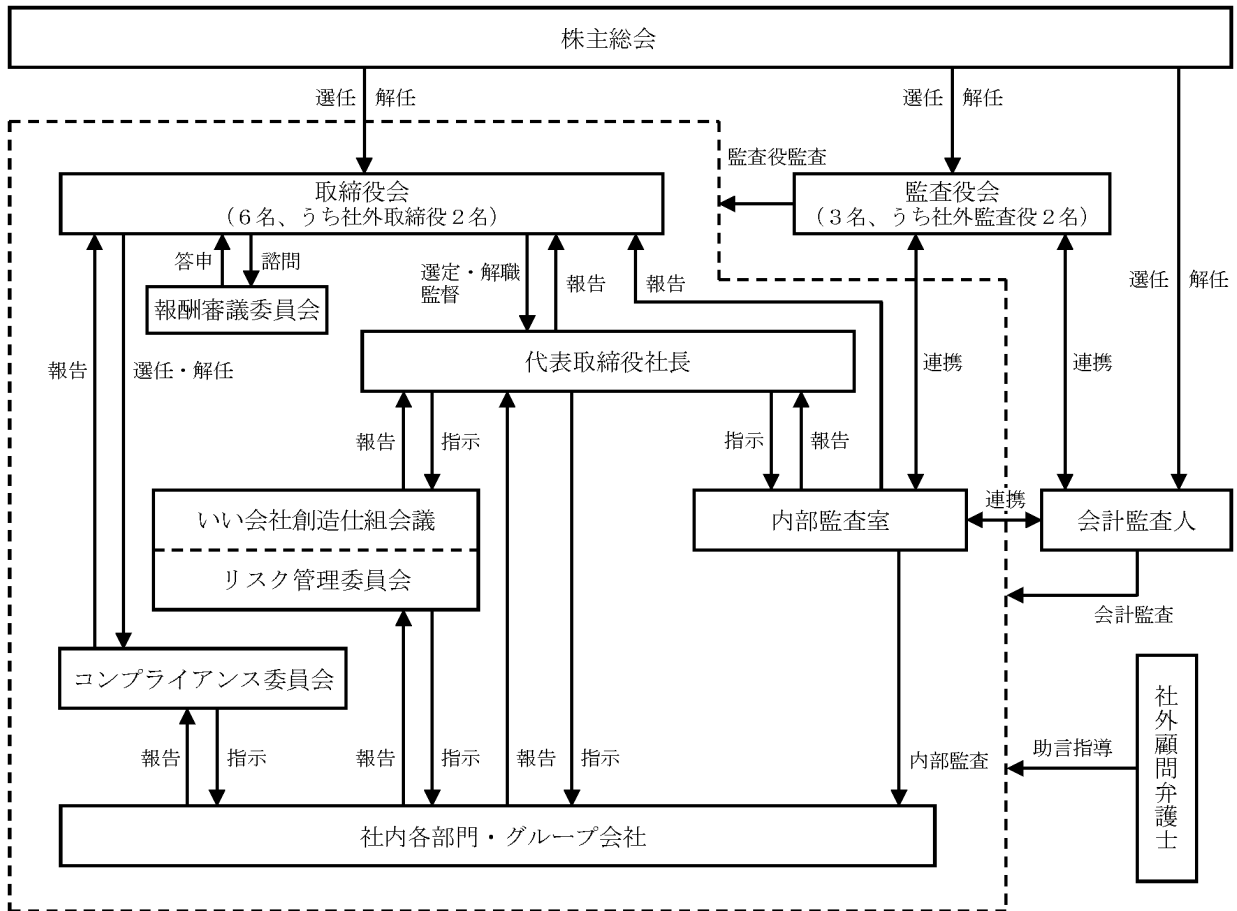 株主総会
選任 解任
選任 解任
監査役監査
取締役会
(6名、うち社外取締役2名)
監査役会
(3名、うち社外監査役2名)
答申 諮問
選定・解職
監督
報告
報告
選任 解任
報酬審議委員会
代表取締役社長
報告
選任・解任
連携
連携
報告
指示
指示
報告
いい会社創造仕組会議
リスク管理委員会
内部監査室
連携
会計監査人
会計監査
コンプライアンス委員会
報告
指示
報告
指示
報告
指示
内部監査
助言指導
社外顧問弁護士
社内各部門・グループ会社